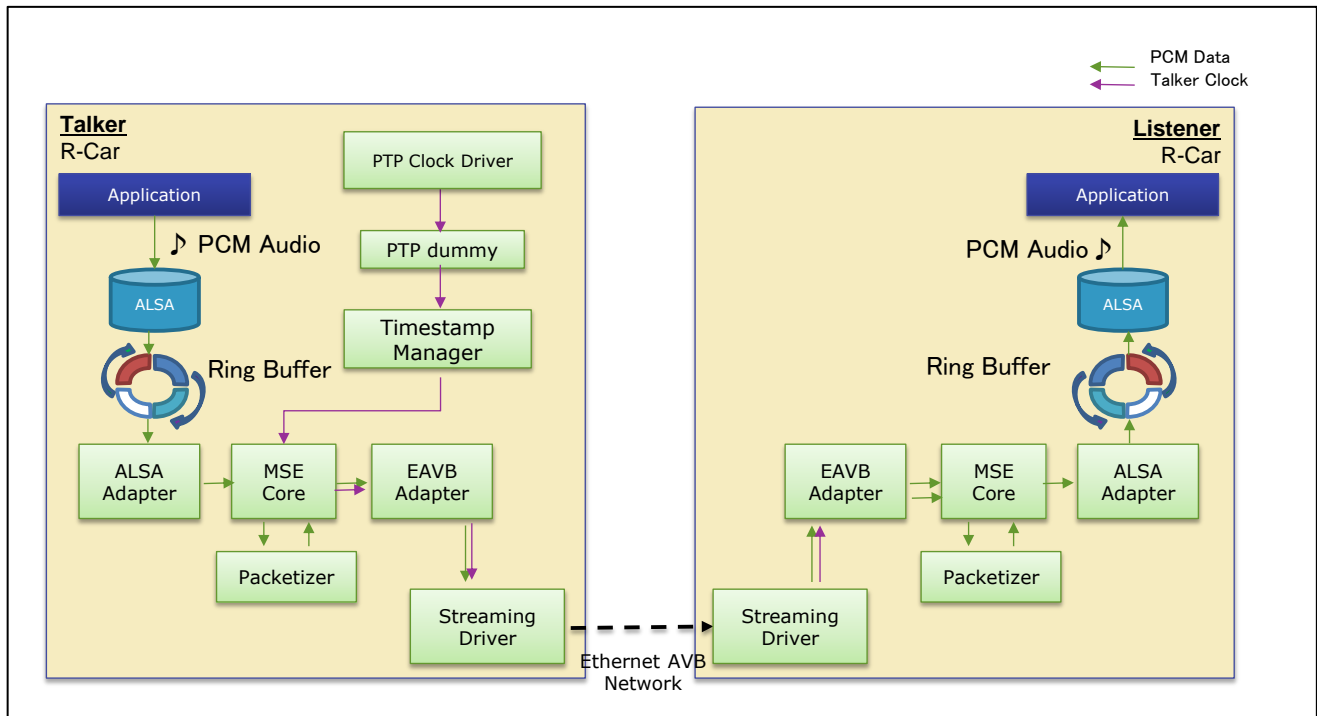 PCM Data
Talker Clock
Talker
R-Car
Application
♪ PCM Audio
ALSA
Ring Buffer
ALSA
Adapter
MSE
Core
EAVB
Adapter
Packetizer
Streaming
Driver
PTP Clock Driver
PTP dummy
Timestamp
Manager
Ethernet AVB
Network
Listener
R-Car
Application
PCM Audio ♪
ALSA
Ring Buffer
EAVB
Adapter
MSE
Core
ALSA
Adapter
Packetizer
Streaming
Driver